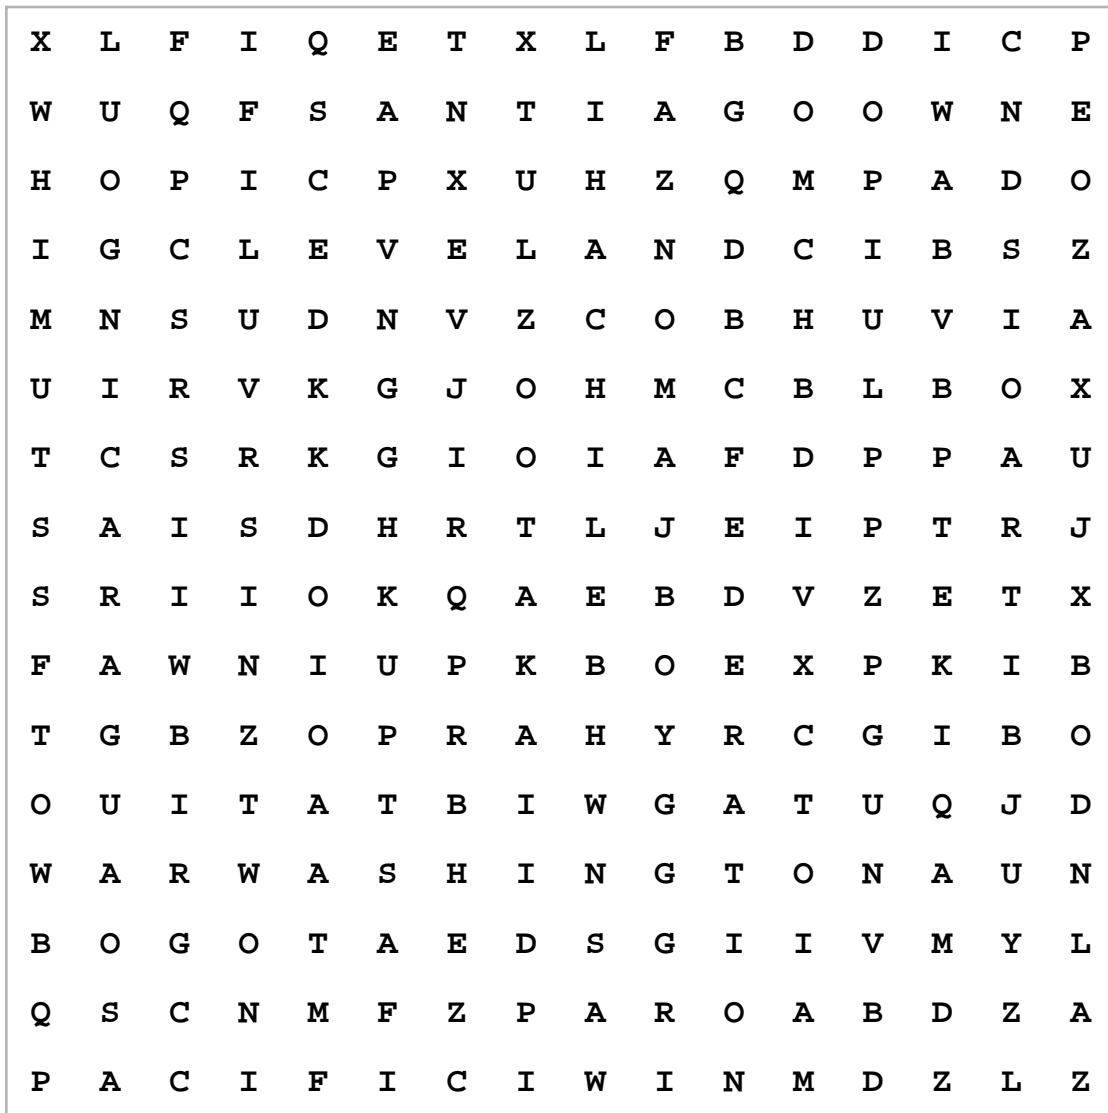 X L F I Q E T X L F B D D I C P
W U Q F S A N T I A G O O W N E
H O P I C P X U H Z Q M P A D O
I G C L E V E L A N D C I B S Z
M N S U D N V Z C O B H U V I A
U I R V K G J O H M C B L B O X
T C S R K G I O I A F D P P A U
S A I S D H R T L J E I P T R J
S R I I O K Q A E B D V Z E T X
F A W N I U P K B O E X P K I B
T G B Z O P R A H Y R C G I B O
O U I T A T B I W G A T U Q J D
W A R W A S H I N G T O N A U N
B O G O T A E D S G I I V M Y L
Q S C N M F Z P A R O A B D Z A
P A C I F I C I W I N M D Z L Z